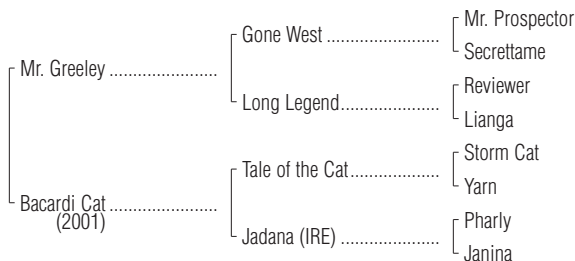 Mr. Prospector
Gone West
Secrettame
Mr. Greeley
Reviewer
Long Legend
Lianga
Storm Cat
Tale of the Cat
Yarn
Bacardi Cat
(2001)
Pharly
Jadana (IRE)
Janina